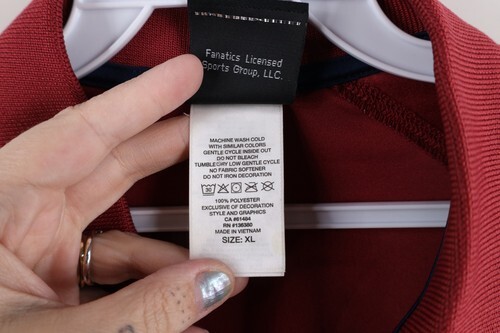 Fanatics Licensed
Sports Group, LLC.
MACHINE WASH COLD
WITH SIMILAR COLORS
GENTLE CYCLE INSIDE OUT
DO NOT BLEACH
TUMBLE DRY LOW GENTLE CYCLE
NO FABRIC SOFTENER
DO NOT IRON DECORATION
100% POLYESTER
EXCLUSIVE OF DECORATION
STYLE AND GRAPHICS
CA #61484
RN #136380
MADE IN VIETNAM
SIZE: XL